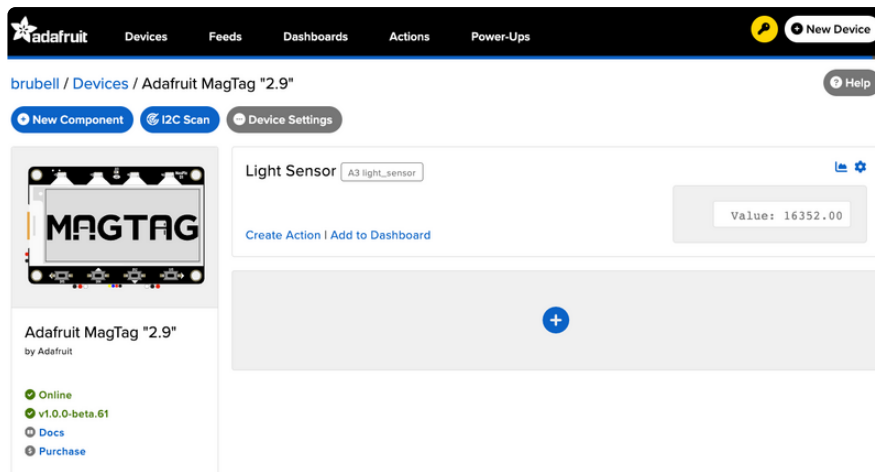 adafruit Devices Feeds Dashboards Actions Power-Ups New Device
brubell / Devices / Adafruit MagTag "2.9"
Help
New Component I2C Scan Device Settings
MAGTAG
Adafruit MagTag "2.9"
by Adafruit
Online
v1.0.0-beta.61
Docs
Purchase
Light Sensor A3 light_sensor
Value: 16352.00
Create Action | Add to Dashboard